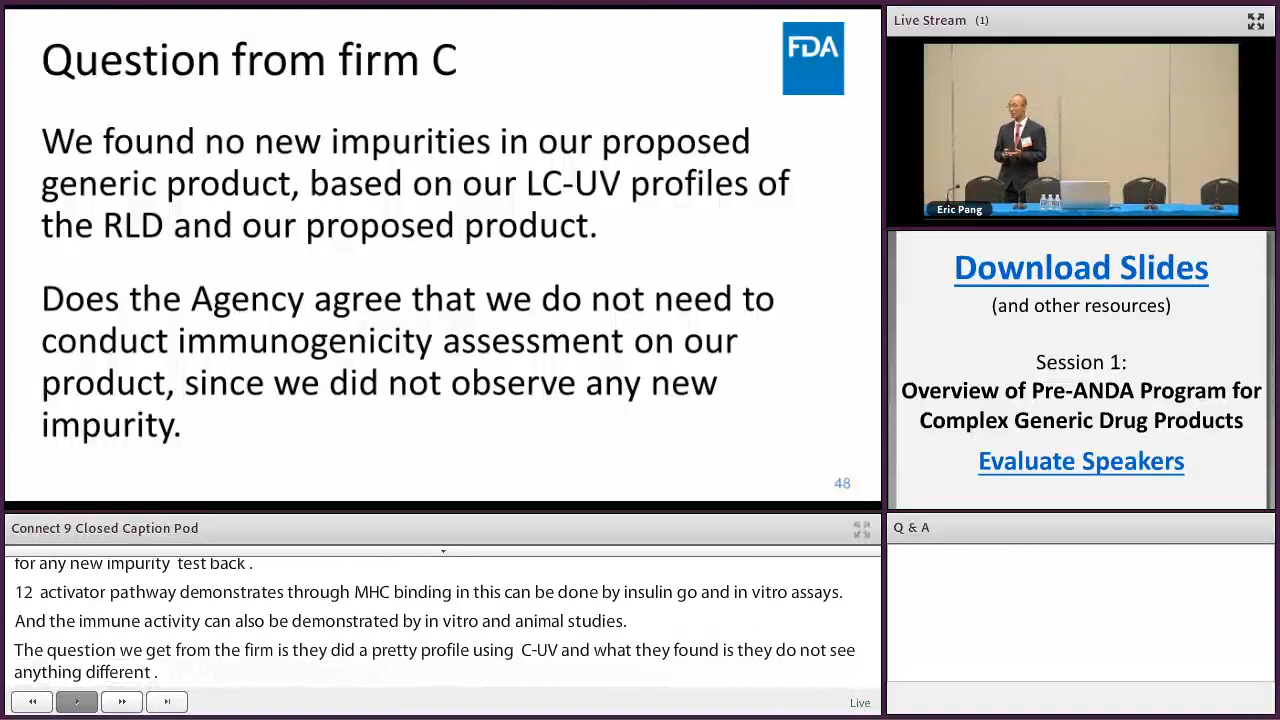 Question from firm C
FDA
We found no new impurities in our proposed
generic product, based on our LC-UV profiles of
the RLD and our proposed product.
Does the Agency agree that we do not need to
conduct immunogenicity assessment on our
product, since we did not observe any new
impurity.
48
Live Stream (1)
Eric Pang
Download Slides
(and other resources)
Session 1:
Overview of Pre-ANDA Program for
Complex Generic Drug Products
Evaluate Speakers
Connect 9 Closed Caption Pod
for any new impurity test back .
12 activator pathway demonstrates through MHC binding in this can be done by insulin go and in vitro assays.
And the immune activity can also be demonstrated by in vitro and animal studies.
The question we get from the firm is they did a pretty profile using C-UV and what they found is they do not see
anything different .
Live
Q & A